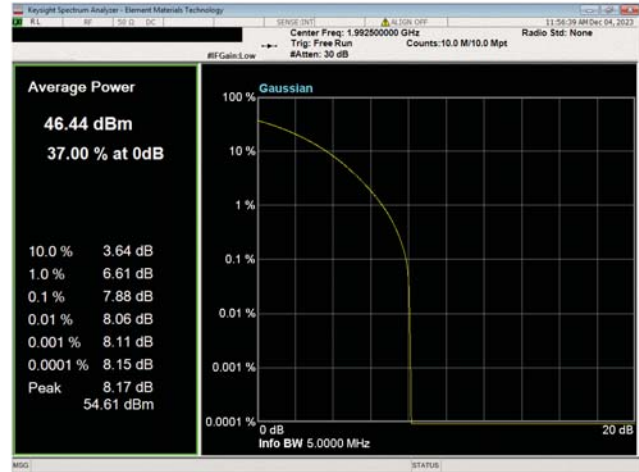 Keysight Spectrum Analyzer - Element Materials Technology
RL RF 50 Ω DC SENSE:INT ALIGN OFF 11:56:39 AM Dec 04, 2023
Center Freq: 1.992500000 GHz Radio Std: None
Trig: Free Run Counts:10.0 M/10.0 Mpt
#IFGain:Low #Atten: 30 dB
Average Power
46.44 dBm
37.00 % at 0dB
10.0 % 3.64 dB
1.0 % 6.61 dB
0.1 % 7.88 dB
0.01 % 8.06 dB
0.001 % 8.11 dB
0.0001 % 8.15 dB
Peak 8.17 dB
54.61 dBm
Gaussian
100 %
10 %
1 %
0.1 %
0.01 %
0.001 %
0.0001 %
0 dB 20 dB
Info BW 5.0000 MHz
MSG STATUS